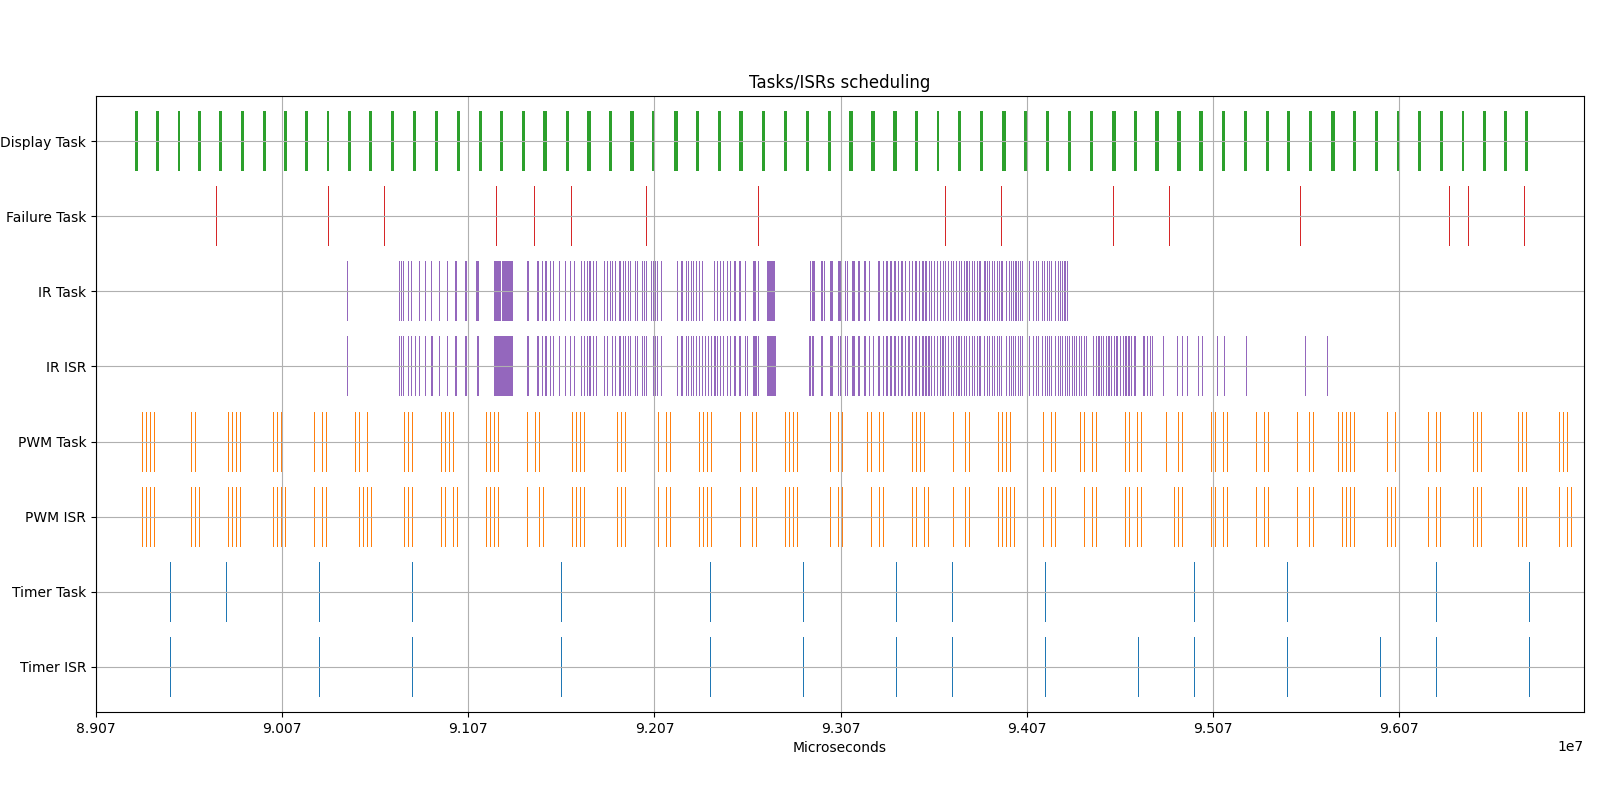 Tasks/ISRs scheduling
Display Task
Failure Task
IR Task
IR ISR
PWM Task
PWM ISR
Timer Task
Timer ISR
8.907 9.007 9.107 9.207 9.307 9.407 9.507 9.607
Microseconds
1e7